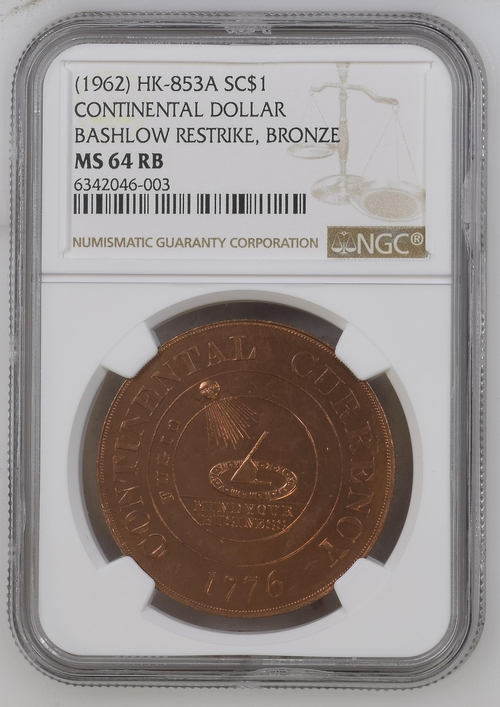 (1962) HK-853A SC$1
CONTINENTAL DOLLAR
BASHLOW RESTRIKE, BRONZE
MS 64 RB
6342046-003
NUMISMATIC GUARANTY CORPORATION NGC®
CONTINENTAL CURRENCY
FUGIO
MIND YOUR
BUSINESS
1776